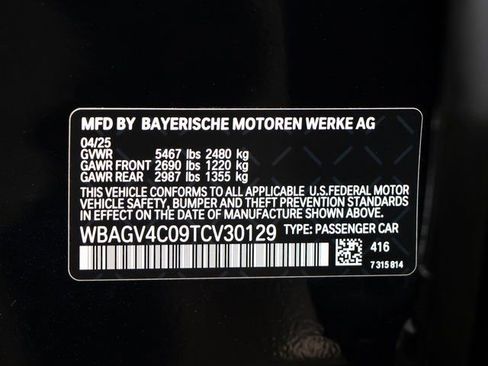 MFD BY BAYERISCHE MOTOREN WERKE AG
04/25
GVWR 5467 lbs 2480 kg
GAWR FRONT 2690 lbs 1220 kg
GAWR REAR 2987 lbs 1355 kg
THIS VEHICLE CONFORMS TO ALL APPLICABLE U.S.FEDERAL MOTOR
VEHICLE SAFETY, BUMPER AND THEFT PREVENTION STANDARDS
IN EFFECT ON THE DATE OF MANUFACTURE SHOWN ABOVE.
WBAGV4C09TCV30129 TYPE: PASSENGER CAR
416
7 315 814